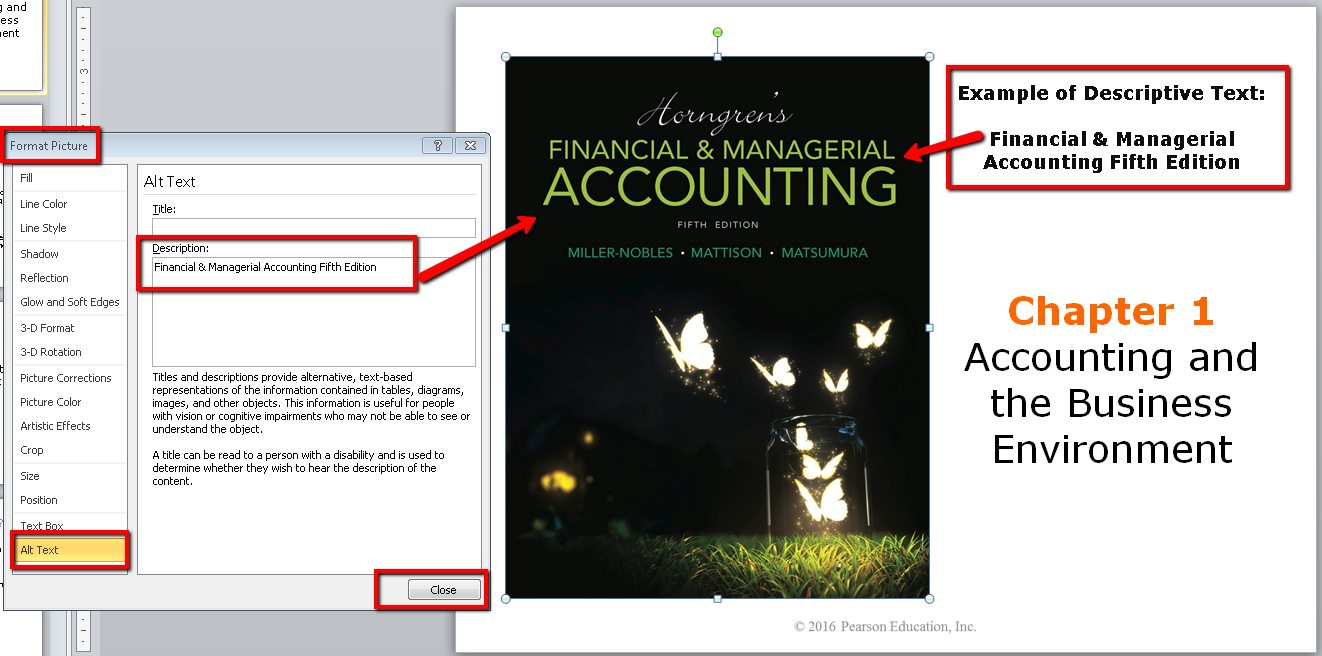 g and
ess
ment
3
Format Picture
Fill
Line Color
Line Style
Shadow
Reflection
Glow and Soft Edges
3-D Format
3-D Rotation
Picture Corrections
Picture Color
Artistic Effects
Crop
Size
Position
Text Box
Alt Text
Alt Text
Title:
Description:
Financial & Managerial Accounting Fifth Edition
Titles and descriptions provide alternative, text-based
representations of the information contained in tables, diagrams,
images, and other objects. This information is useful for people
with vision or cognitive impairments who may not be able to see or
understand the object.
A title can be read to a person with a disability and is used to
determine whether they wish to hear the description of the
content.
Close
Horngren's
FINANCIAL & MANAGERIAL
ACCOUNTING
FIFTH EDITION
MILLER-NOBLES • MATTISON • MATSUMURA
Example of Descriptive Text:
Financial & Managerial
Accounting Fifth Edition
Chapter 1
Accounting and
the Business
Environment
© 2016 Pearson Education, Inc.